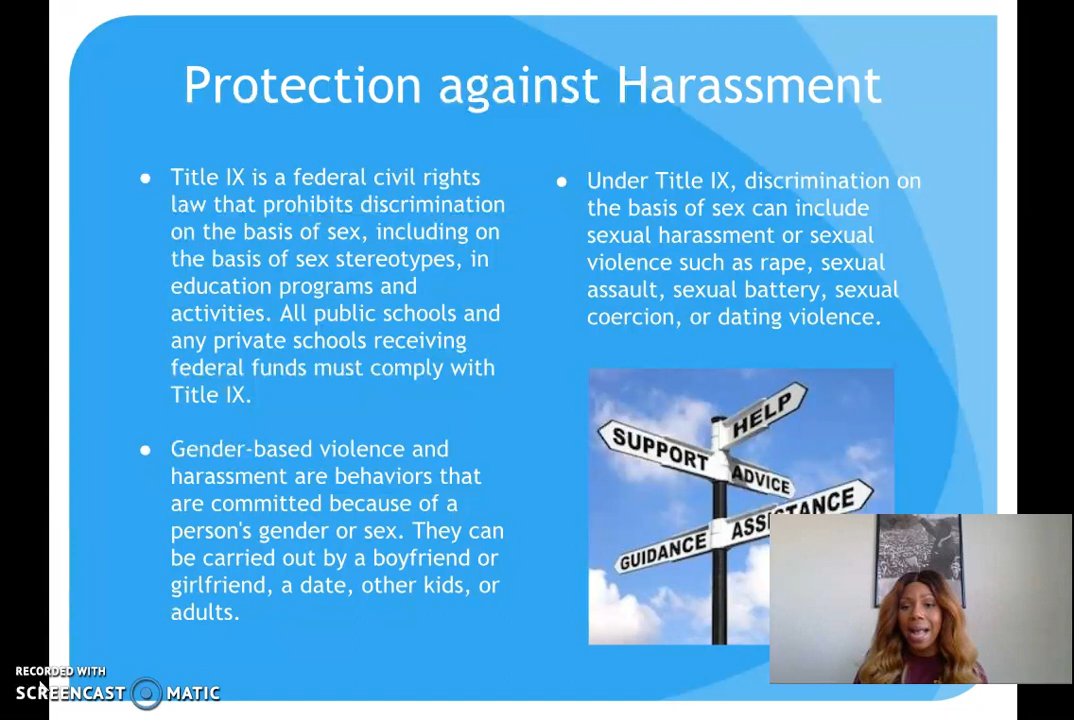 Protection against Harassment
● Title IX is a federal civil rights
law that prohibits discrimination
on the basis of sex, including on
the basis of sex stereotypes, in
education programs and
activities. All public schools and
any private schools receiving
federal funds must comply with
Title IX.
● Gender-based violence and
harassment are behaviors that
are committed because of a
person's gender or sex. They can
be carried out by a boyfriend or
girlfriend, a date, other kids, or
adults.
● Under Title IX, discrimination on
the basis of sex can include
sexual harassment or sexual
violence such as rape, sexual
assault, sexual battery, sexual
coercion, or dating violence.
HELP
SUPPORT
ADVICE
ASSISTANCE
GUIDANCE
RECORDED WITH
SCREENCAST MATIC